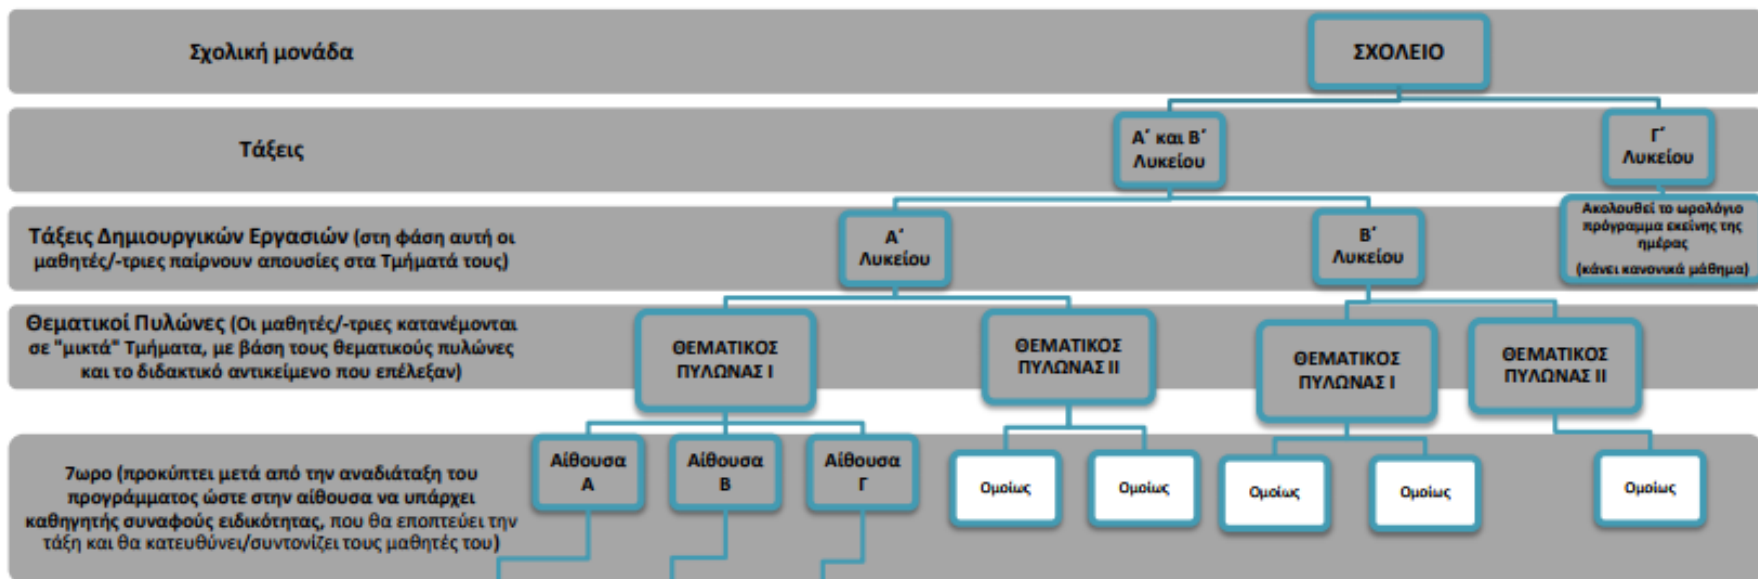 Σχολική μονάδα
ΣΧΟΛΕΙΟ
Τάξεις
Α΄ και Β΄
Λυκείου
Γ΄
Λυκείου
Τάξεις Δημιουργικών Εργασιών (στη φάση αυτή οι
μαθητές/-τριες παίρνουν απουσίες στα Τμήματά τους)
Α΄
Λυκείου
Β΄
Λυκείου
Ακολουθεί το ωρολόγιο
πρόγραμμα εκείνης της
ημέρας
(κάνει κανονικά μάθημα)
Θεματικοί Πυλώνες (Οι μαθητές/-τριες κατανέμονται
σε "μικτά" Τμήματα, με βάση τους θεματικούς πυλώνες
και το διδακτικό αντικείμενο που επέλεξαν)
ΘΕΜΑΤΙΚΟΣ
ΠΥΛΩΝΑΣ Ι
ΘΕΜΑΤΙΚΟΣ
ΠΥΛΩΝΑΣ ΙΙ
ΘΕΜΑΤΙΚΟΣ
ΠΥΛΩΝΑΣ Ι
ΘΕΜΑΤΙΚΟΣ
ΠΥΛΩΝΑΣ ΙΙ
7ωρο (προκύπτει μετά από την αναδιάταξη του
προγράμματος ώστε στην αίθουσα να υπάρχει
καθηγητής συναφούς ειδικότητας, που θα εποπτεύει την
τάξη και θα κατευθύνει/συντονίζει τους μαθητές του)
Αίθουσα
Α
Αίθουσα
Β
Αίθουσα
Γ
Ομοίως
Ομοίως
Ομοίως
Ομοίως
Ομοίως